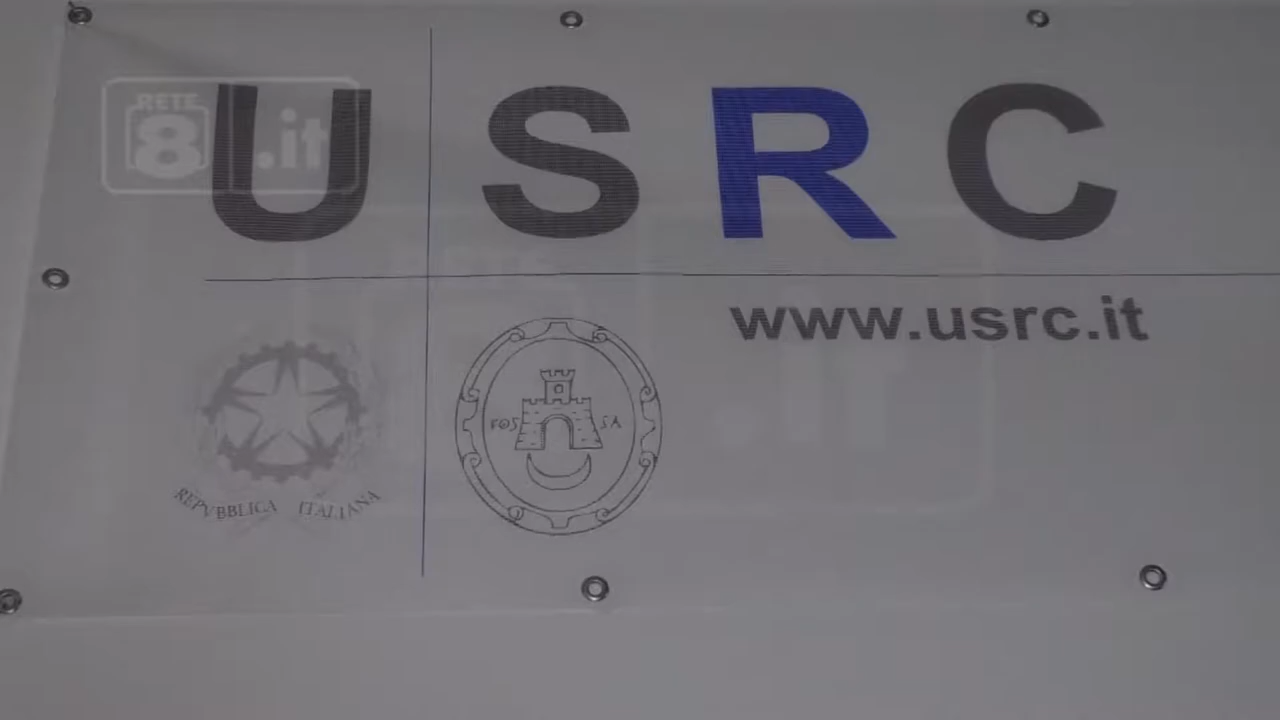 USRC
RETE
8 .it
www.usrc.it
FOS SA
REPVBBLICA ITALIANA